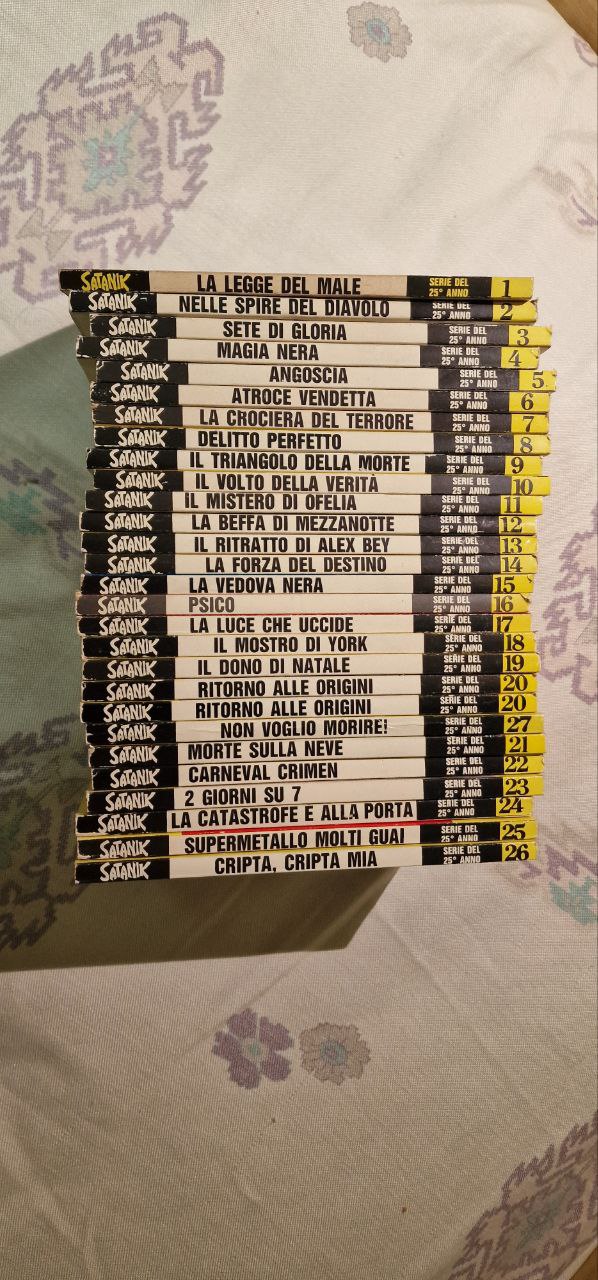 SATANIK LA LEGGE DEL MALE SERIE DEL 25° ANNO 1
SATANIK NELLE SPIRE DEL DIAVOLO SERIE DEL 25° ANNO 2
SATANIK SETE DI GLORIA SERIE DEL 25° ANNO 3
SATANIK MAGIA NERA SERIE DEL 25° ANNO 4
SATANIK ANGOSCIA SERIE DEL 25° ANNO 5
SATANIK ATROCE VENDETTA SERIE DEL 25° ANNO 6
SATANIK LA CROCIERA DEL TERRORE SERIE DEL 25° ANNO 7
SATANIK DELITTO PERFETTO SERIE DEL 25° ANNO 8
SATANIK IL TRIANGOLO DELLA MORTE SERIE DEL 25° ANNO 9
SATANIK IL VOLTO DELLA VERITÀ SERIE DEL 25° ANNO 10
SATANIK IL MISTERO DI OFELIA SERIE DEL 25° ANNO 11
SATANIK LA BEFFA DI MEZZANOTTE SERIE DEL 25° ANNO 12
SATANIK IL RITRATTO DI ALEX BEY SERIE DEL 25° ANNO 13
SATANIK LA FORZA DEL DESTINO SERIE DEL 25° ANNO 14
SATANIK LA VEDOVA NERA SERIE DEL 25° ANNO 15
SATANIK PSICO SERIE DEL 25° ANNO 16
SATANIK LA LUCE CHE UCCIDE SERIE DEL 25° ANNO 17
SATANIK IL MOSTRO DI YORK SERIE DEL 25° ANNO 18
SATANIK IL DONO DI NATALE SERIE DEL 25° ANNO 19
SATANIK RITORNO ALLE ORIGINI SERIE DEL 25° ANNO 20
SATANIK RITORNO ALLE ORIGINI SERIE DEL 25° ANNO 20
SATANIK NON VOGLIO MORIRE! SERIE DEL 25° ANNO 27
SATANIK MORTE SULLA NEVE SERIE DEL 25° ANNO 21
SATANIK CARNEVAL CRIMEN SERIE DEL 25° ANNO 22
SATANIK 2 GIORNI SU 7 SERIE DEL 25° ANNO 23
SATANIK LA CATASTROFE E ALLA PORTA SERIE DEL 25° ANNO 24
SATANIK SUPERMETALLO MOLTI GUAI SERIE DEL 25° ANNO 25
SATANIK CRIPTA, CRIPTA MIA SERIE DEL 25° ANNO 26